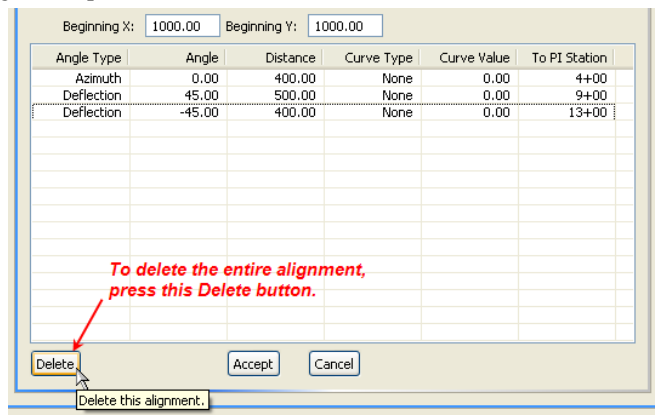 Beginning X: 1000.00 Beginning Y: 1000.00
Angle Type Angle Distance Curve Type Curve Value To PI Station
Azimuth 0.00 400.00 None 0.00 4+00
Deflection 45.00 500.00 None 0.00 9+00
Deflection -45.00 400.00 None 0.00 13+00
To delete the entire alignment,
press this Delete button.
Delete Accept Cancel
Delete this alignment.